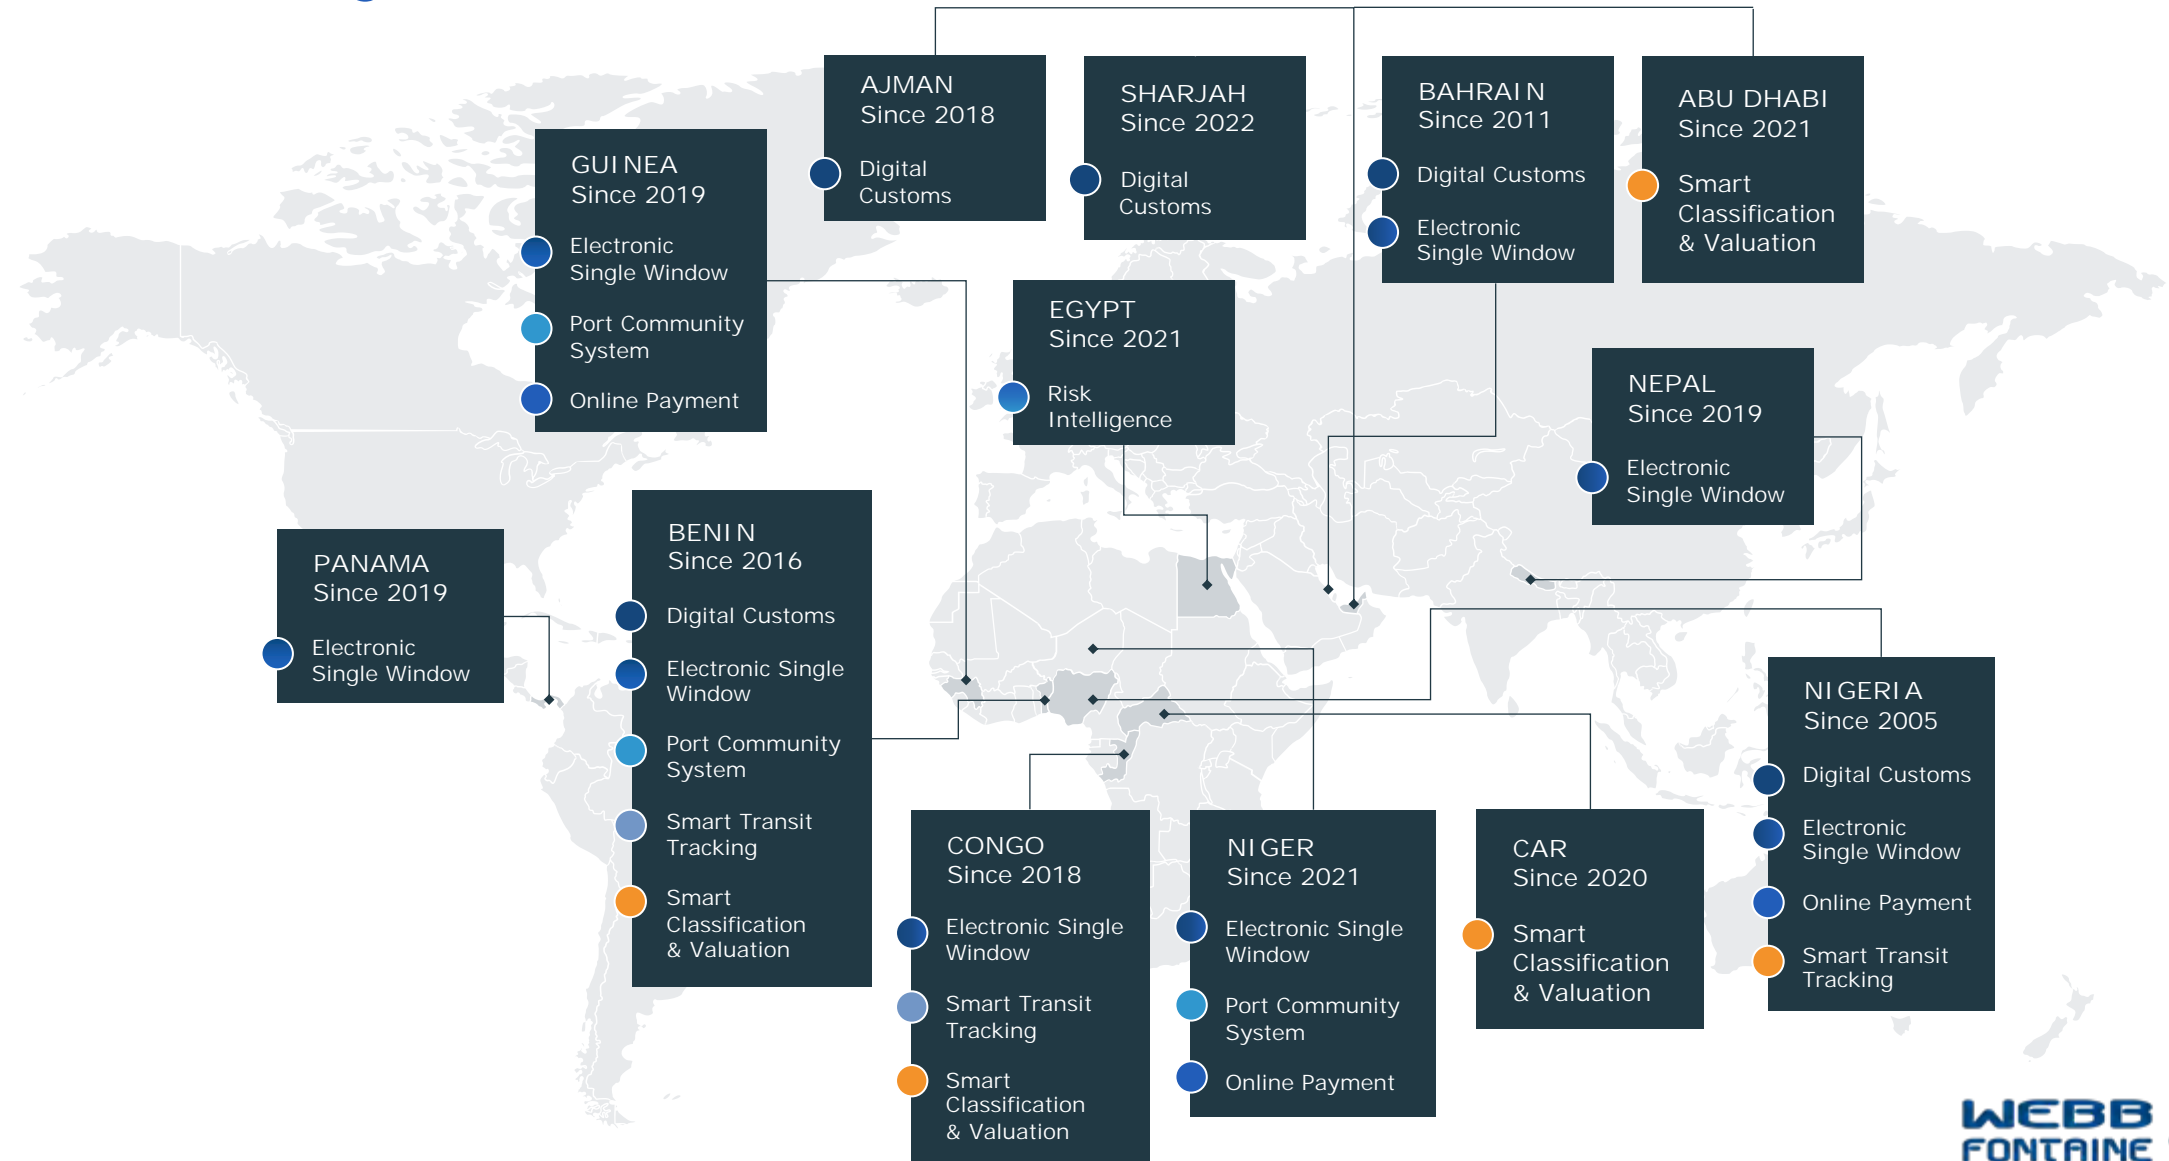 AJMAN
Since 2018
Digital
Customs
SHARJAH
Since 2022
Digital
Customs
BAHRAIN
Since 2011
Digital Customs
Electronic
Single Window
ABU DHABI
Since 2021
Smart
Classification
& Valuation
GUINEA
Since 2019
Electronic
Single Window
Port Community
System
Online Payment
EGYPT
Since 2021
Risk
Intelligence
NEPAL
Since 2019
Electronic
Single Window
PANAMA
Since 2019
Electronic
Single Window
BENIN
Since 2016
Digital Customs
Electronic Single
Window
Port Community
System
Smart Transit
Tracking
Smart
Classification
& Valuation
CONGO
Since 2018
Electronic Single
Window
Smart Transit
Tracking
Smart
Classification
& Valuation
NIGER
Since 2021
Electronic Single
Window
Port Community
System
Online Payment
CAR
Since 2020
Smart
Classification
& Valuation
NIGERIA
Since 2005
Digital Customs
Electronic
Single Window
Online Payment
Smart Transit
Tracking
WEBB
FONTAINE